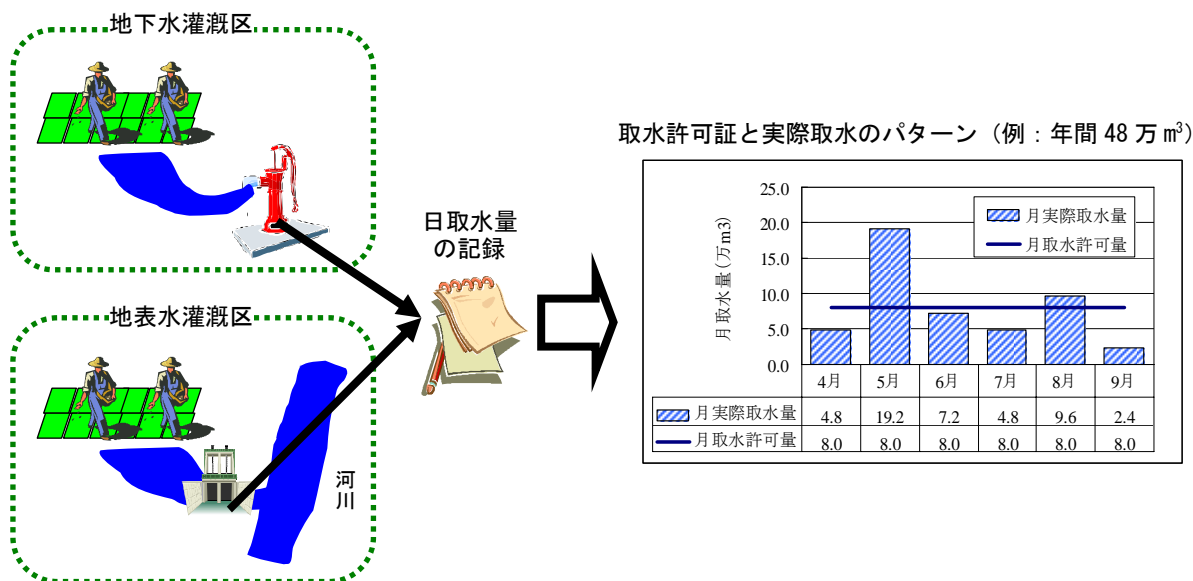 地下水灌漑区
地表水灌漑区
河川
日取水量
の記録
取水許可証と実際取水のパターン（例：年間 48 万㎥）
月取水量(万m3)
25.0
20.0
15.0
10.0
5.0
0.0
月実際取水量
月取水許可量
4月 5月 6月 7月 8月 9月
月実際取水量 4.8 19.2 7.2 4.8 9.6 2.4
月取水許可量 8.0 8.0 8.0 8.0 8.0 8.0